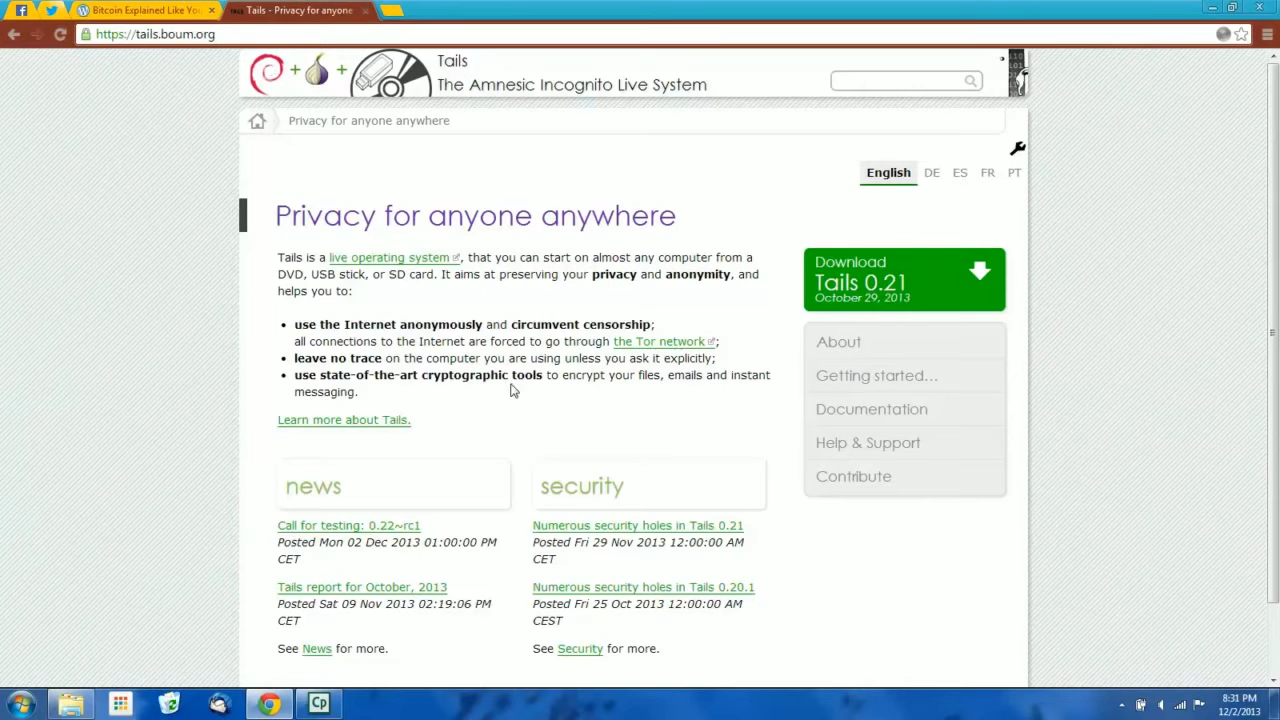 Bitcoin Explained Like Yo
Tails - Privacy for anyone
https://tails.boum.org
Tails
The Amnesic Incognito Live System
Privacy for anyone anywhere
English DE ES FR PT
Privacy for anyone anywhere
Tails is a live operating system, that you can start on almost any computer from a
DVD, USB stick, or SD card. It aims at preserving your privacy and anonymity, and
helps you to:
• use the Internet anonymously and circumvent censorship;
all connections to the Internet are forced to go through the Tor network;
• leave no trace on the computer you are using unless you ask it explicitly;
• use state-of-the-art cryptographic tools to encrypt your files, emails and instant
messaging.
Learn more about Tails.
Download
Tails 0.21
October 29, 2013
About
Getting started...
Documentation
Help & Support
Contribute
news
Call for testing: 0.22~rc1
Posted Mon 02 Dec 2013 01:00:00 PM
CET
Tails report for October, 2013
Posted Sat 09 Nov 2013 02:19:06 PM
CET
See News for more.
security
Numerous security holes in Tails 0.21
Posted Fri 29 Nov 2013 12:00:00 AM
CET
Numerous security holes in Tails 0.20.1
Posted Fri 25 Oct 2013 12:00:00 AM
CEST
See Security for more.
Cp
8:31 PM
12/2/2013